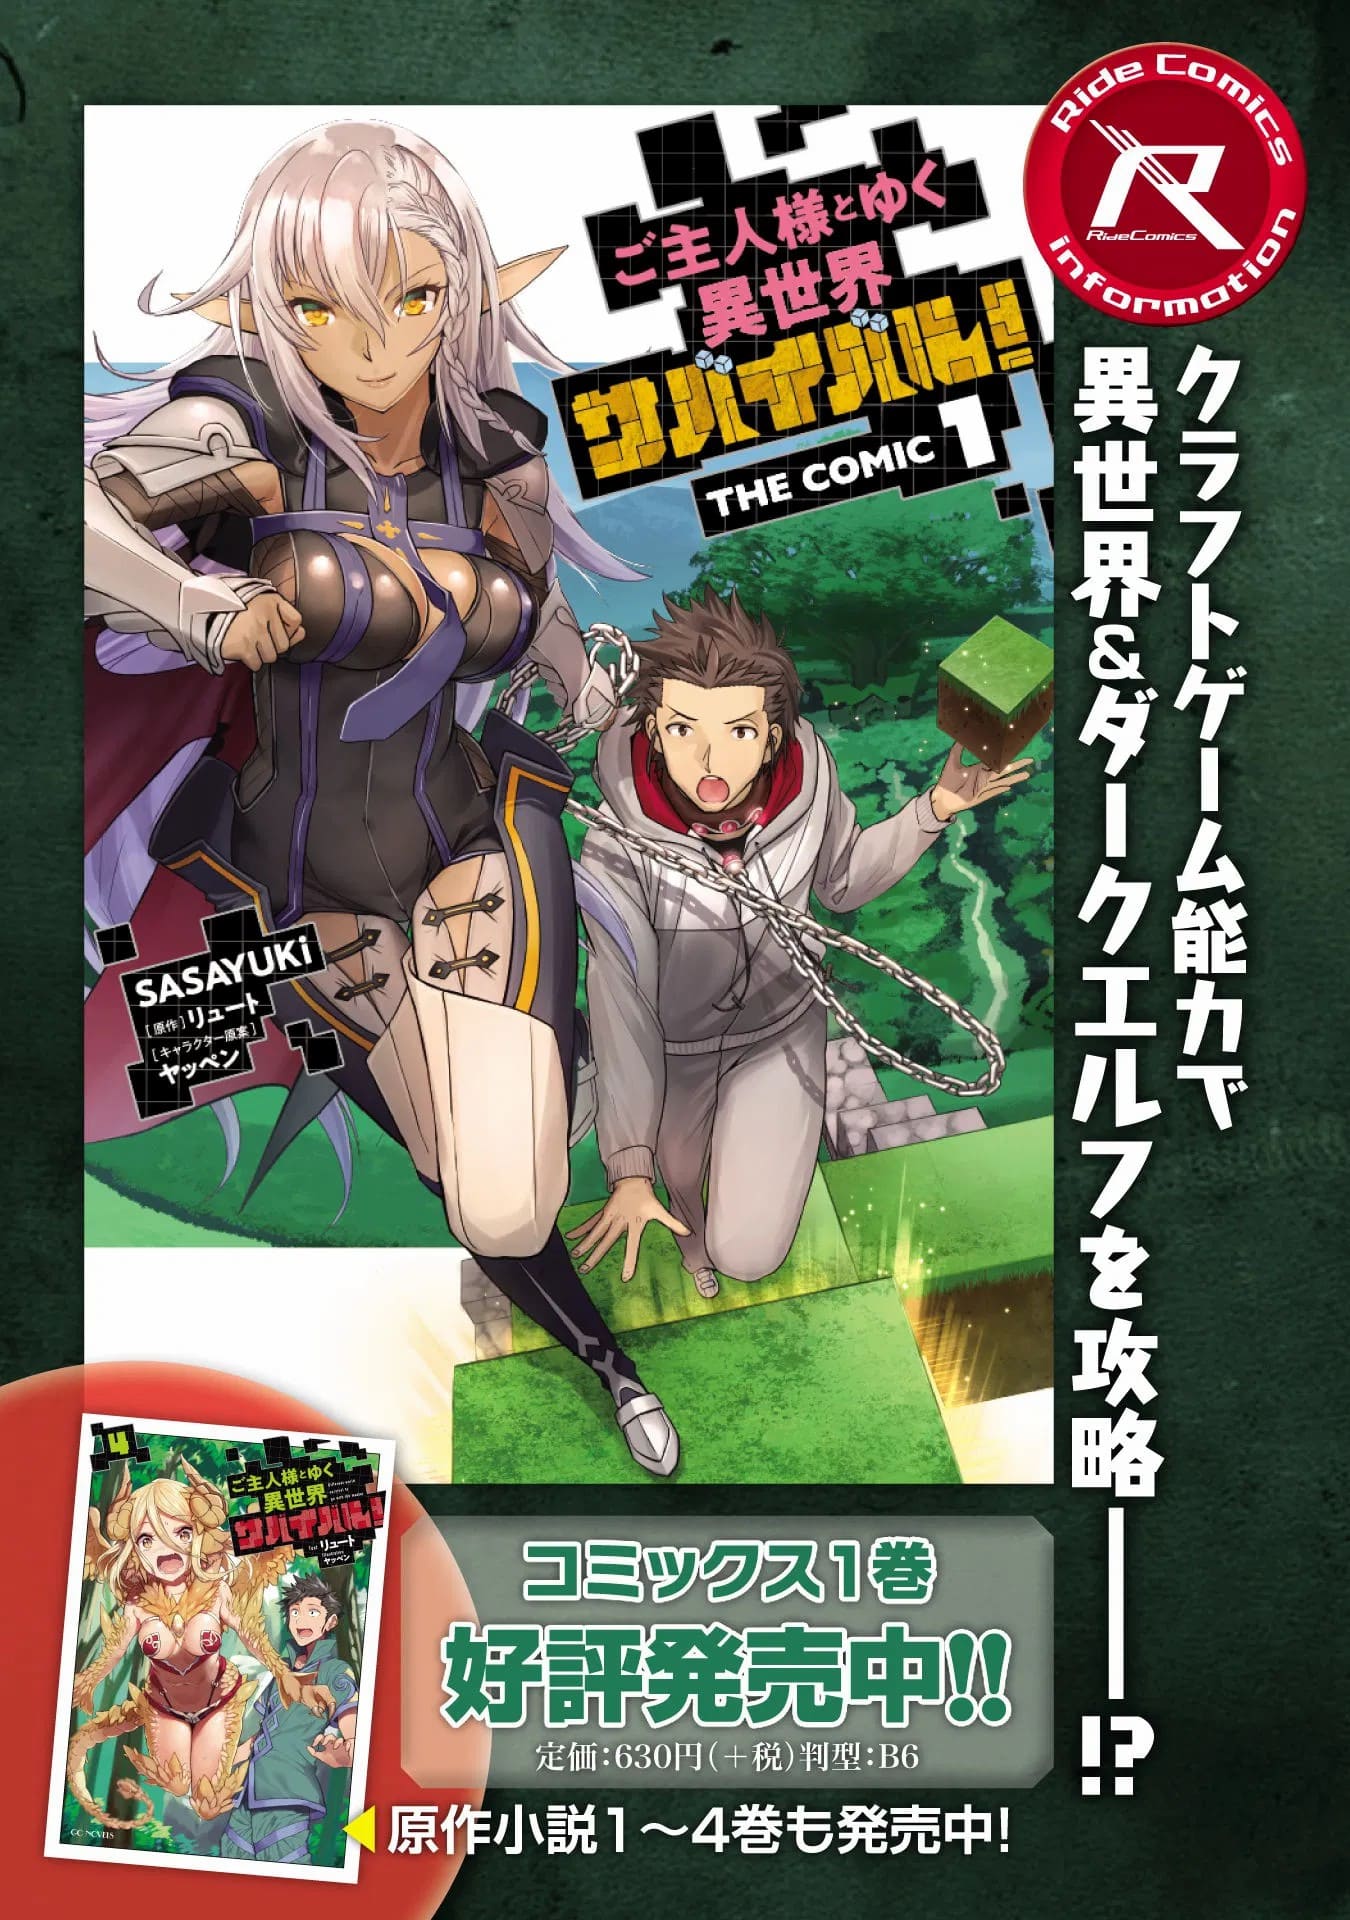 Ride Comics
R
RideComics
information
クラフトゲーム能力で
異世界&ダークエルフを攻略――!?
ご主人様とゆく
異世界
サバイバル!
THE COMIC 1
SASAYUKi
[原作]リュート
[キャラクター原案]
ヤッペン
4
ご主人様とゆく
異世界
サバイバル!
リュート
ヤッペン
GC NOVELS
コミックス1巻
好評発売中!!
定価:630円(+税)判型:B6
◀原作小説1〜4巻も発売中!